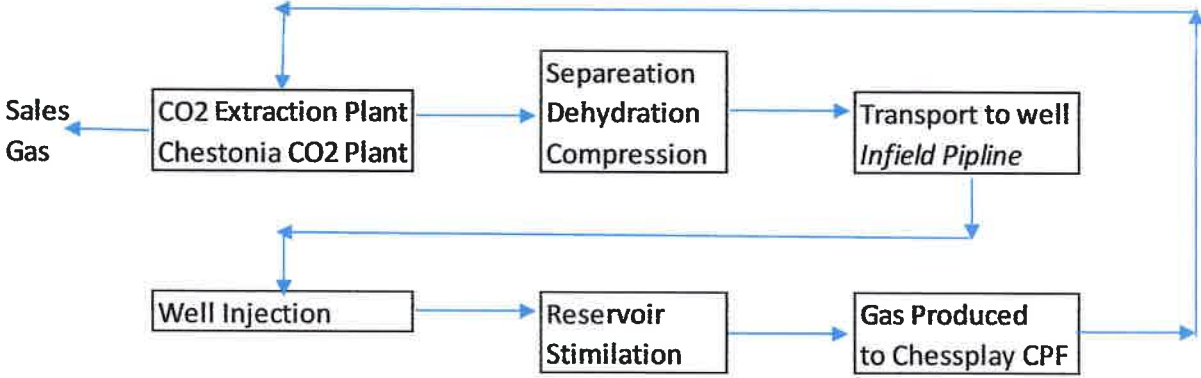 Sales
Gas
CO2 Extraction Plant
Chestonia CO2 Plant
Separeation
Dehydration
Compression
Transport to well
Infield Pipline
Well Injection
Reservoir
Stimilation
Gas Produced
to Chessplay CPF